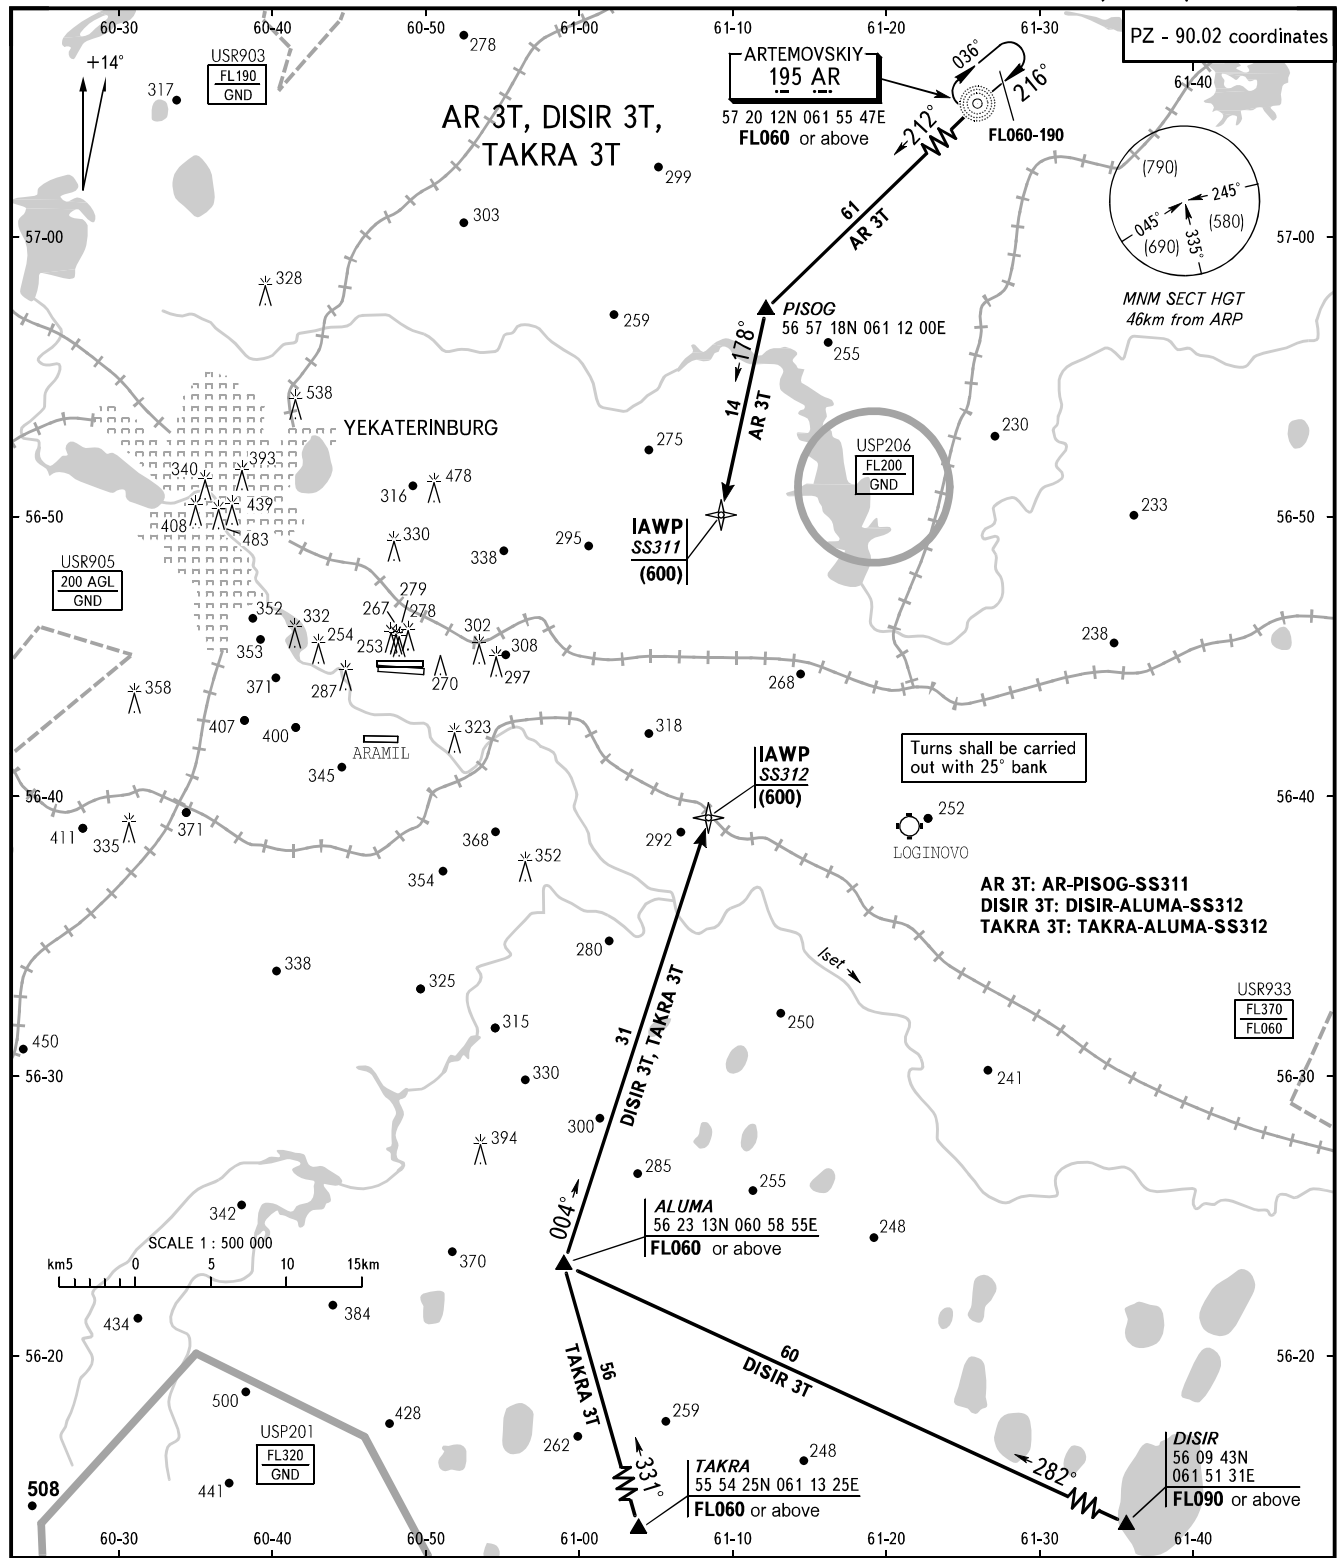 60-30
60-40
60-50
61-00
61-10
61-20
61-30
PZ - 90.02 coordinates
61-40
+14°
USR903
FL190
GND
317
278
AR 3T, DISIR 3T,
TAKRA 3T
ARTEMOVSKIY
195 AR
57 20 12N 061 55 47E
FL060 or above
036°
216°
212°
FL060-190
(790)
245°
045°
(580)
(690)
335°
MNM SECT HGT
46km from ARP
299
303
57-00
57-00
61
AR 3T
328
259
PISOG
56 57 18N 061 12 00E
255
178°
14
AR 3T
538
YEKATERINBURG
275
230
USP206
FL200
GND
340
393
478
316
439
408
483
233
56-50
56-50
IAWP
SS311
(600)
330
338
295
USR905
200 AGL
GND
279
267
278
352
332
254
253
302
308
353
297
270
287
371
358
238
268
407
400
323
318
ARAMIL
345
IAWP
SS312
(600)
Turns shall be carried
out with 25° bank
56-40
56-40
411
335
371
368
292
252
LOGINOVO
352
354
AR 3T: AR-PISOG-SS311
DISIR 3T: DISIR-ALUMA-SS312
TAKRA 3T: TAKRA-ALUMA-SS312
280
Iset
338
325
USR933
FL370
FL060
315
31
DISIR 3T, TAKRA 3T
250
450
56-30
56-30
330
241
300
394
285
255
342
004°
ALUMA
56 23 13N 060 58 55E
FL060 or above
248
SCALE 1 : 500 000
km5
0
5
10
15km
370
384
434
56-20
56-20
56
TAKRA 3T
60
DISIR 3T
500
428
USP201
FL320
GND
259
262
248
441
508
331°
TAKRA
55 54 25N 061 13 25E
FL060 or above
282°
DISIR
56 09 43N
061 51 31E
FL090 or above
60-30
60-40
60-50
61-00
61-10
61-20
61-30
61-40